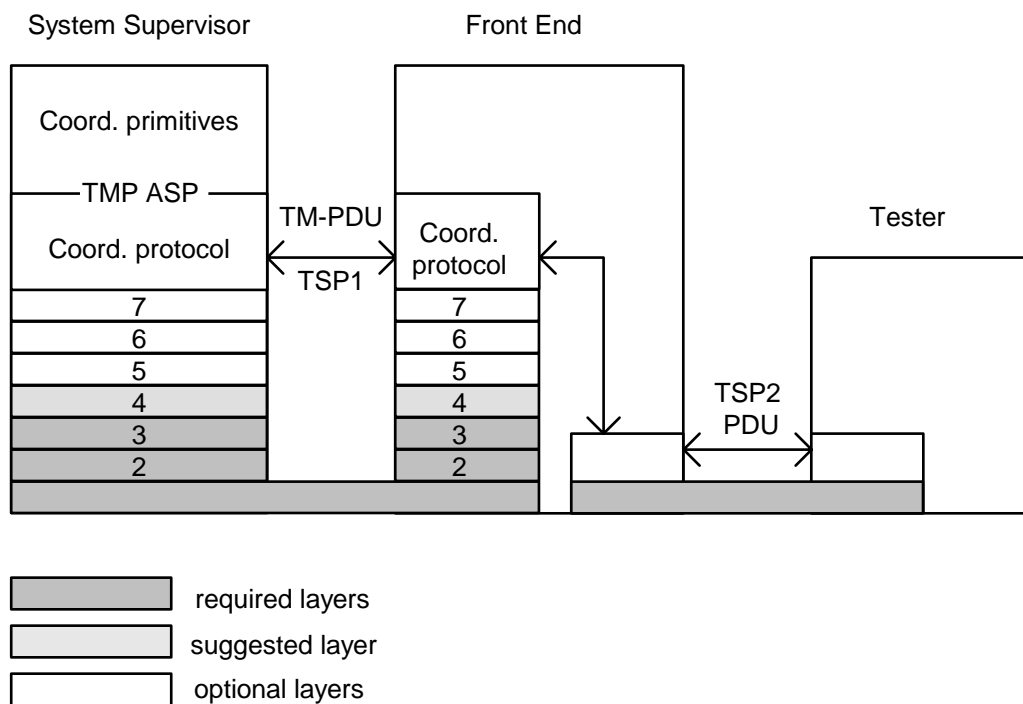 System Supervisor
Front End
Coord. primitives
TMP ASP
Coord. protocol
TM-PDU
TSP1
Coord.
protocol
Tester
7
6
5
4
3
2
7
6
5
4
3
2
TSP2
PDU
required layers
suggested layer
optional layers